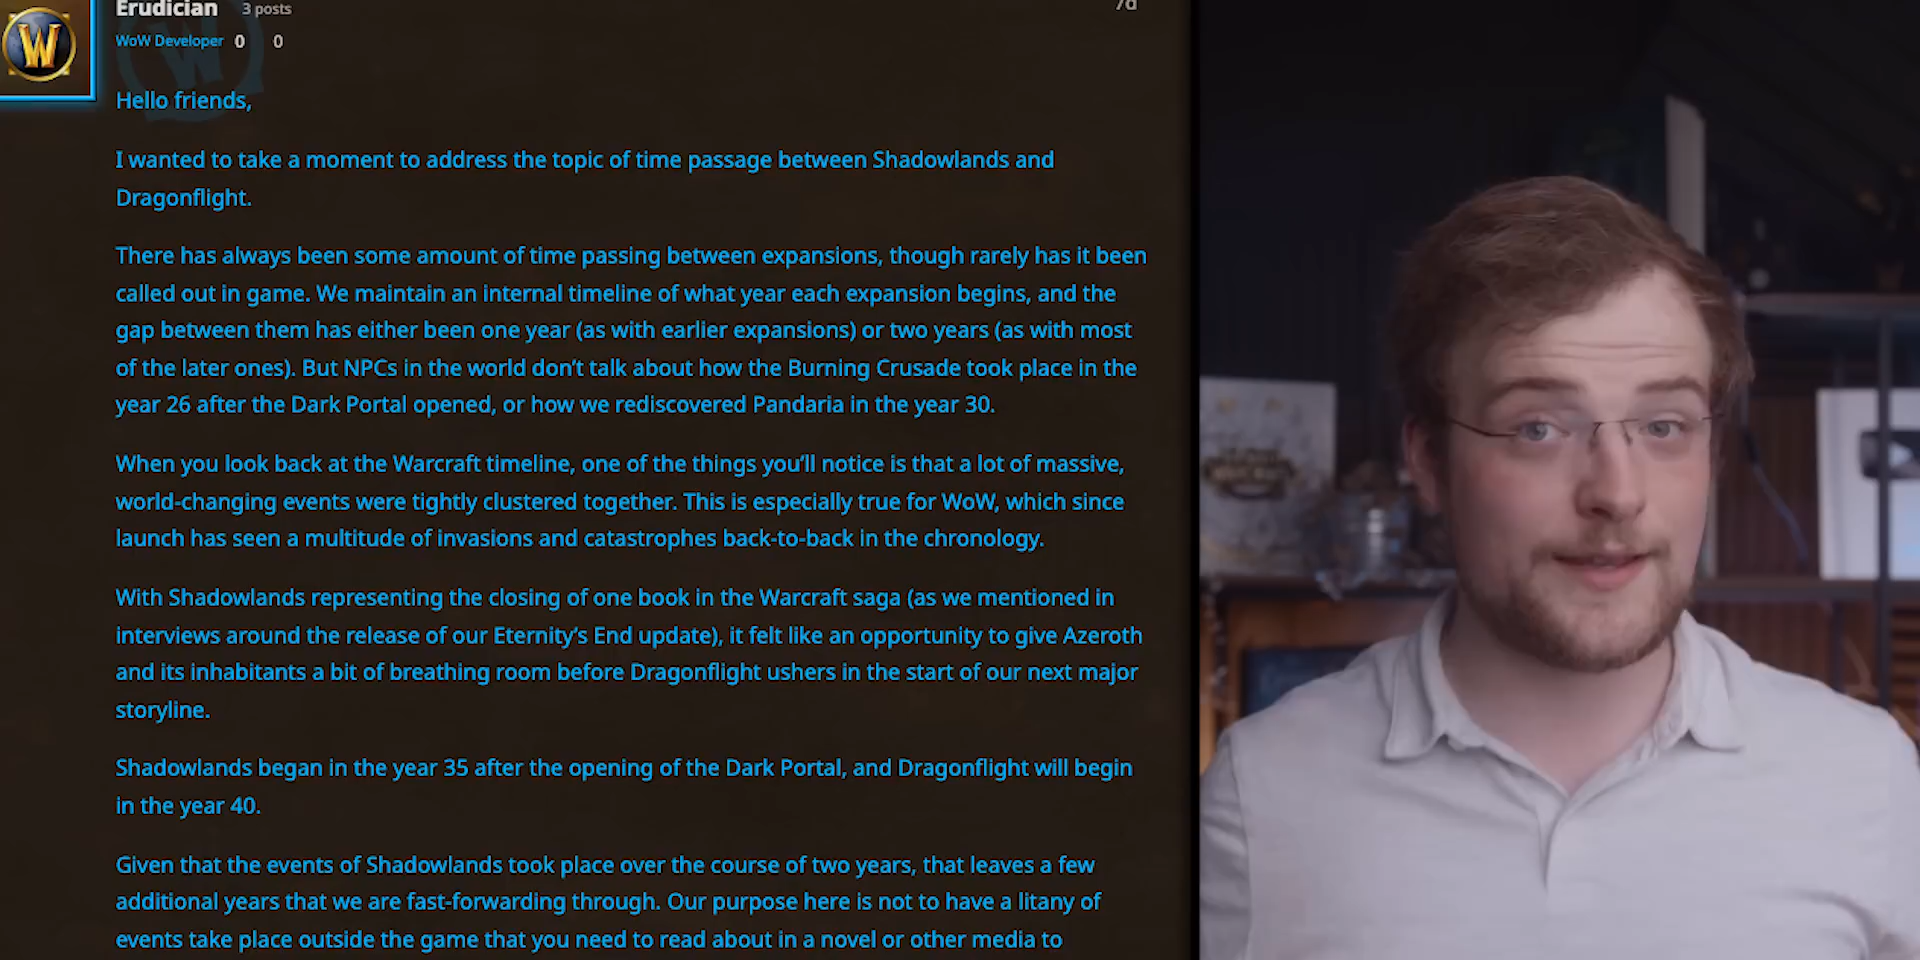 Erudician 3 posts 7d
WoW Developer 0 0
Hello friends,
I wanted to take a moment to address the topic of time passage between Shadowlands and
Dragonflight.
There has always been some amount of time passing between expansions, though rarely has it been
called out in game. We maintain an internal timeline of what year each expansion begins, and the
gap between them has either been one year (as with earlier expansions) or two years (as with most
of the later ones). But NPCs in the world don't talk about how the Burning Crusade took place in the
year 26 after the Dark Portal opened, or how we rediscovered Pandaria in the year 30.
When you look back at the Warcraft timeline, one of the things you'll notice is that a lot of massive,
world-changing events were tightly clustered together. This is especially true for WoW, which since
launch has seen a multitude of invasions and catastrophes back-to-back in the chronology.
With Shadowlands representing the closing of one book in the Warcraft saga (as we mentioned in
interviews around the release of our Eternity's End update), it felt like an opportunity to give Azeroth
and its inhabitants a bit of breathing room before Dragonflight ushers in the start of our next major
storyline.
Shadowlands began in the year 35 after the opening of the Dark Portal, and Dragonflight will begin
in the year 40.
Given that the events of Shadowlands took place over the course of two years, that leaves a few
additional years that we are fast-forwarding through. Our purpose here is not to have a litany of
events take place outside the game that you need to read about in a novel or other media to